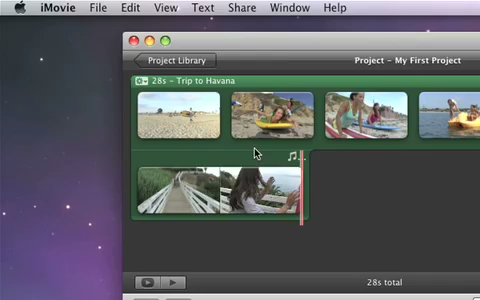 iMovie File Edit View Text Share Window Help
Project Library
Project - My First Project
28s - Trip to Havana
28s total